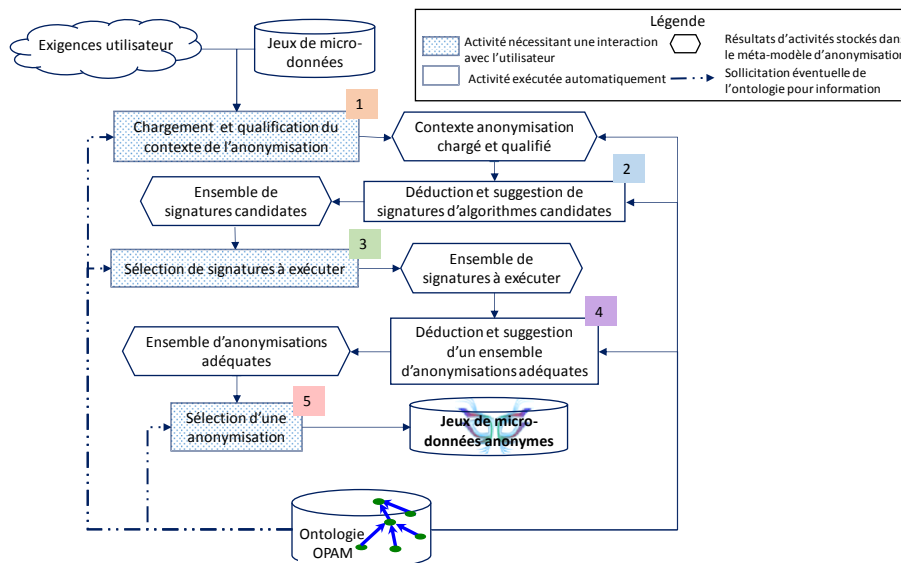 Légende
Exigences utilisateur
Jeux de micro-
données
Activité nécessitant une interaction
avec l'utilisateur
Activité exécutée automatiquement
Résultats d'activités stockés dans
le méta-modèle d'anonymisation
Sollicitation éventuelle de
l'ontologie pour information
1
Chargement et qualification du
contexte de l'anonymisation
Contexte anonymisation
chargé et qualifié
2
Déduction et suggestion de
signatures d'algorithmes candidates
Ensemble de
signatures candidates
3
Sélection de signatures à exécuter
Ensemble de
signatures à exécuter
4
Déduction et suggestion
d'un ensemble
d'anonymisations adéquates
Ensemble d'anonymisations
adéquates
5
Sélection d'une
anonymisation
Jeux de micro-
données anonymes
Ontologie
OPAM